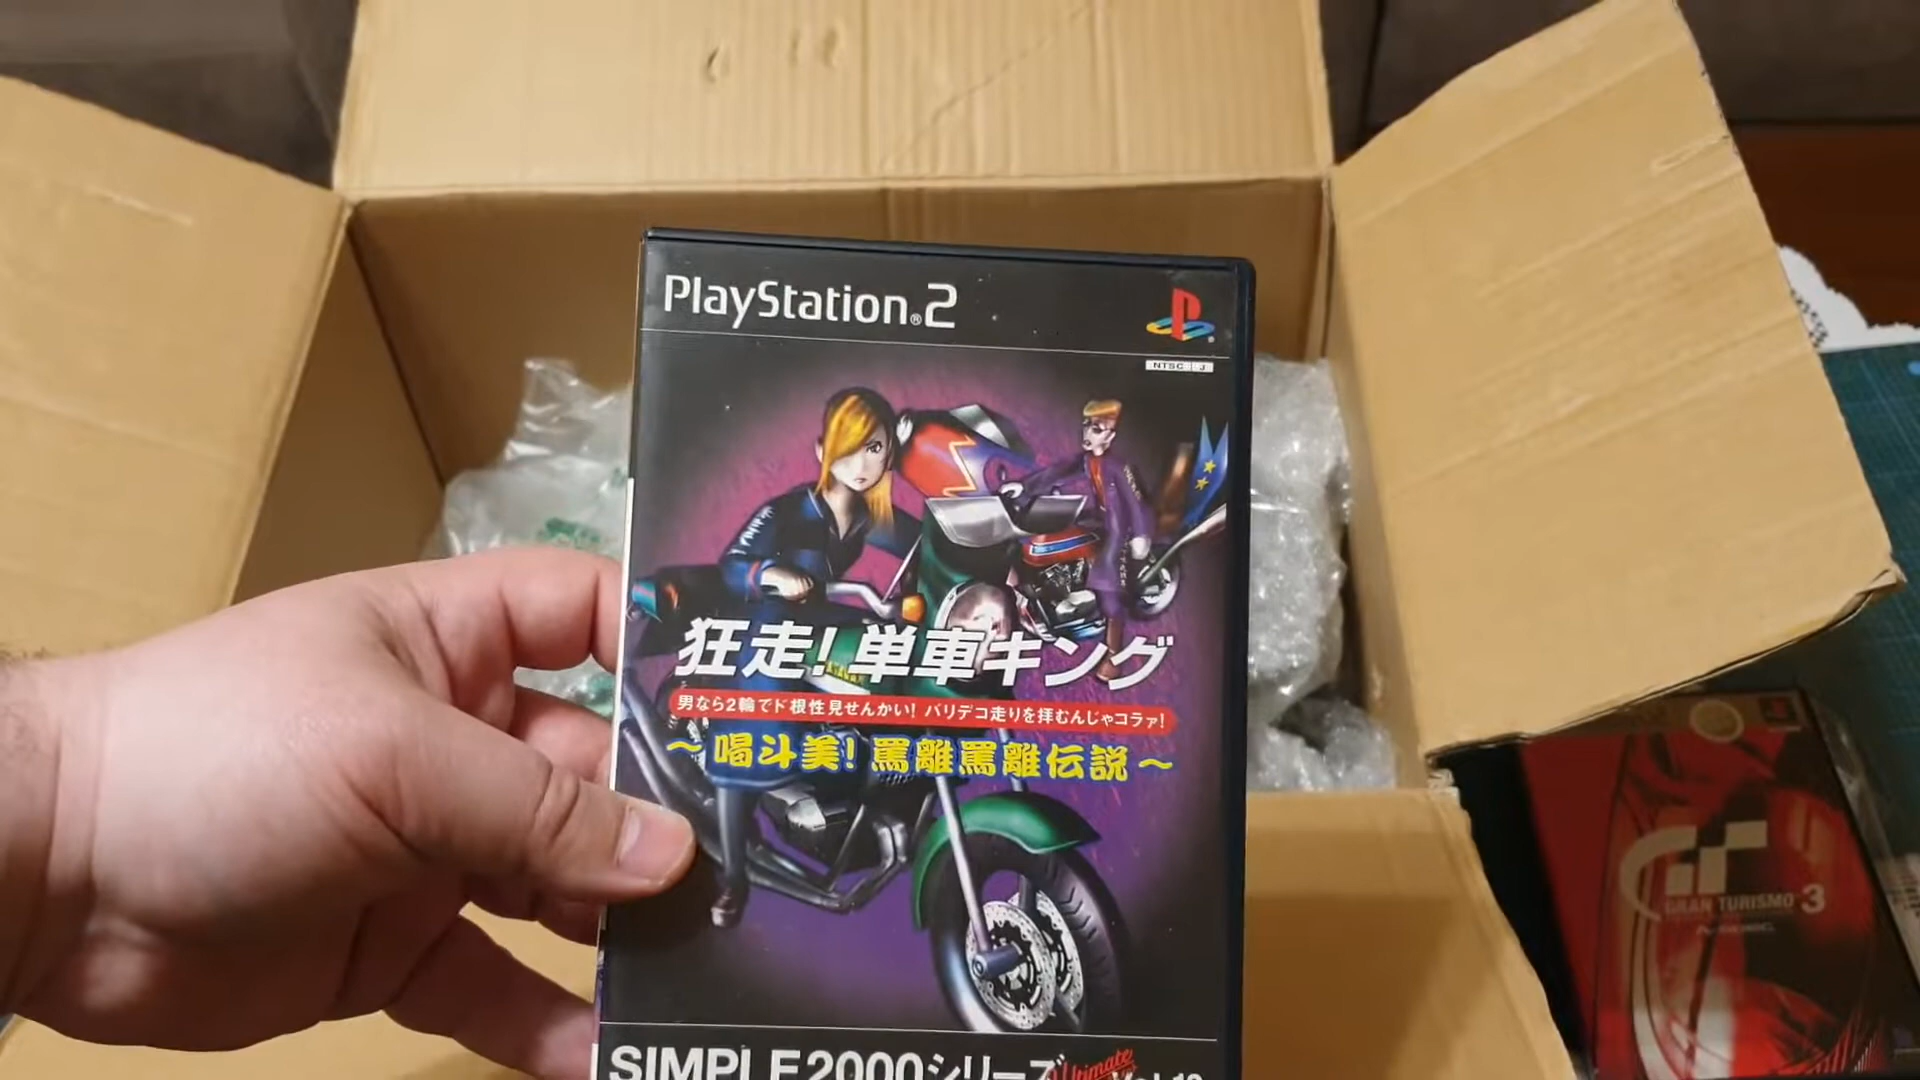 PlayStation®2
NTSC J
狂走!単車キング
男なら2輪でド根性見せんかい! バリデコ走りを拝むんじゃコラァ!
～喝斗美!罵離罵離伝説～
SIMPLE2000シリーズ Ultimate
GRAN TURISMO 3
A-spec